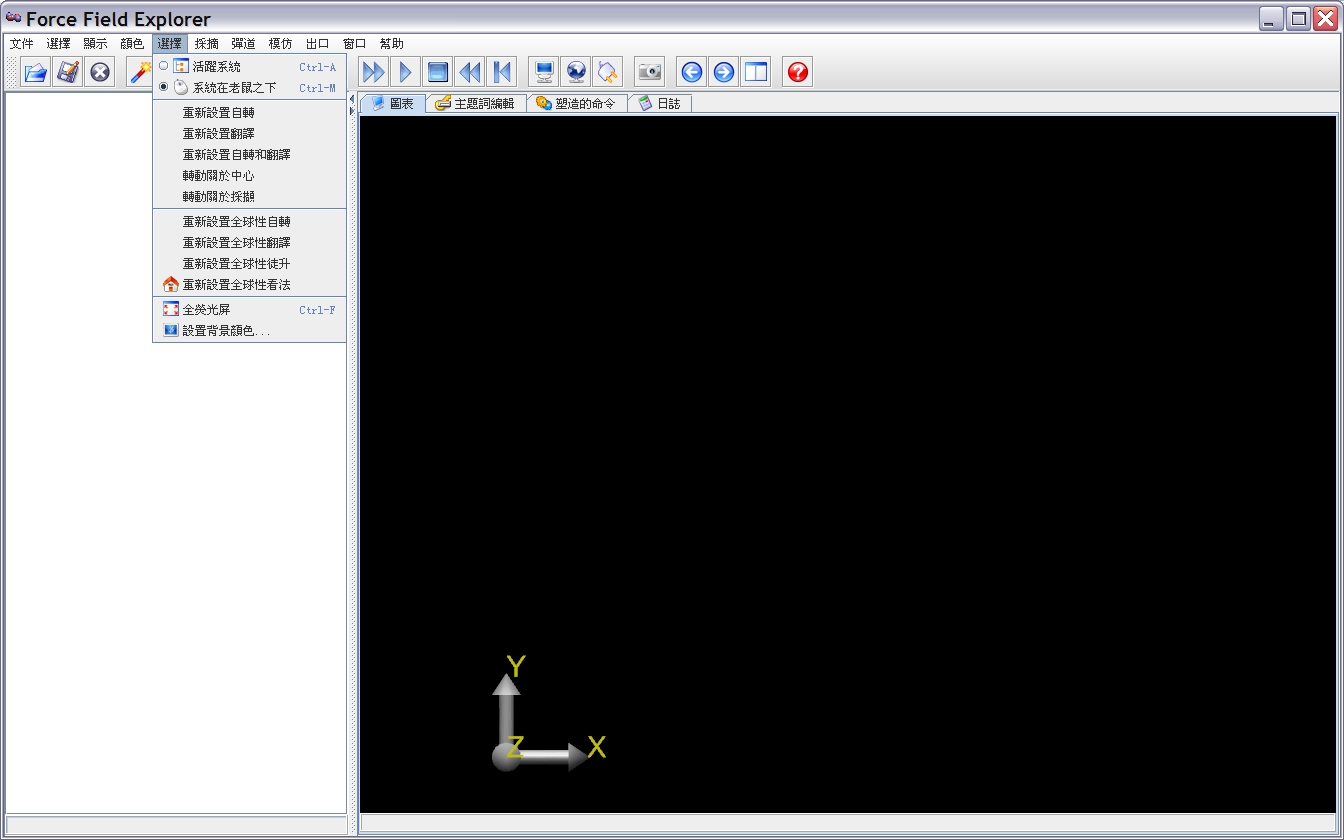 Force Field Explorer
文件 選擇 顯示 顏色 選擇 採摘 彈道 模仿 出口 窗口 幫助
活躍系統 Ctrl-A
系統在老鼠之下 Ctrl-M
重新設置自轉
重新設置翻譯
重新設置自轉和翻譯
轉動關於中心
轉動關於採擷
重新設置全球性自轉
重新設置全球性翻譯
重新設置全球性徒升
重新設置全球性看法
全熒光屏 Ctrl-F
設置背景顏色...
圖表 主題詞編輯 塑造的命令 日誌
Y
Z X